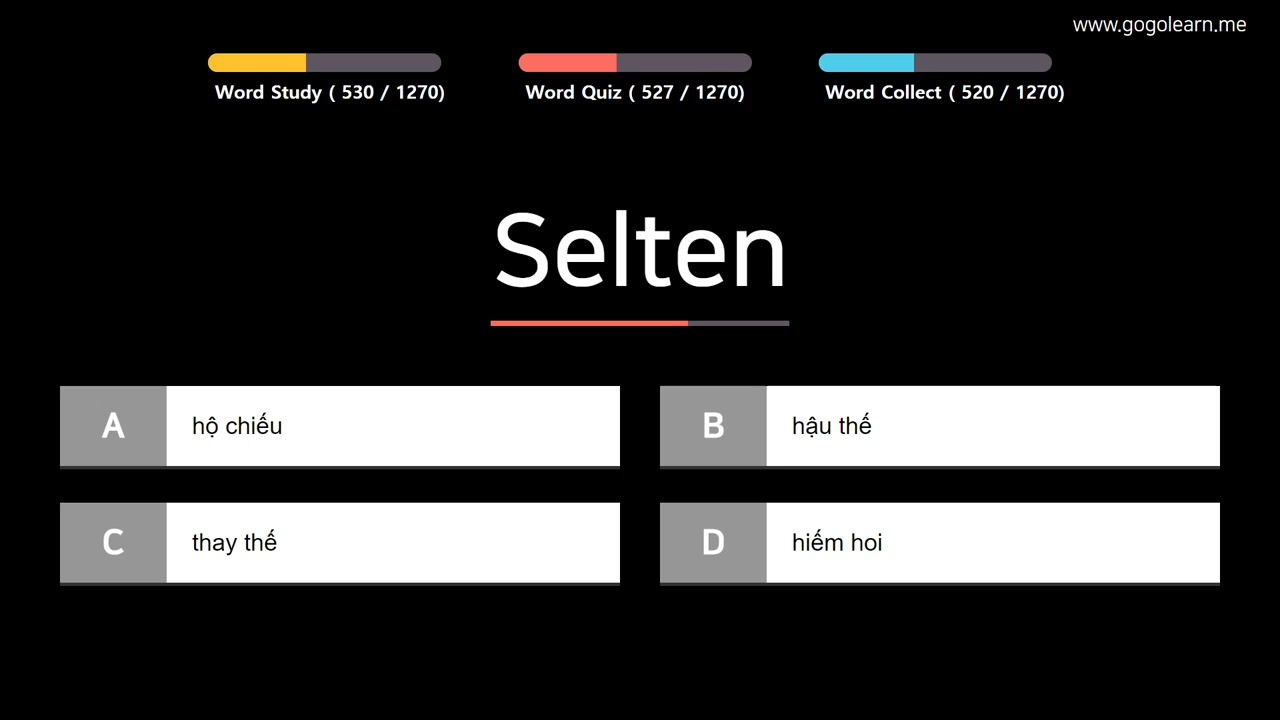 www.gogolearn.me
Word Study ( 530 / 1270)
Word Quiz ( 527 / 1270)
Word Collect ( 520 / 1270)
Selten
A
hộ chiếu
B
hậu thế
C
thay thế
D
hiếm hoi